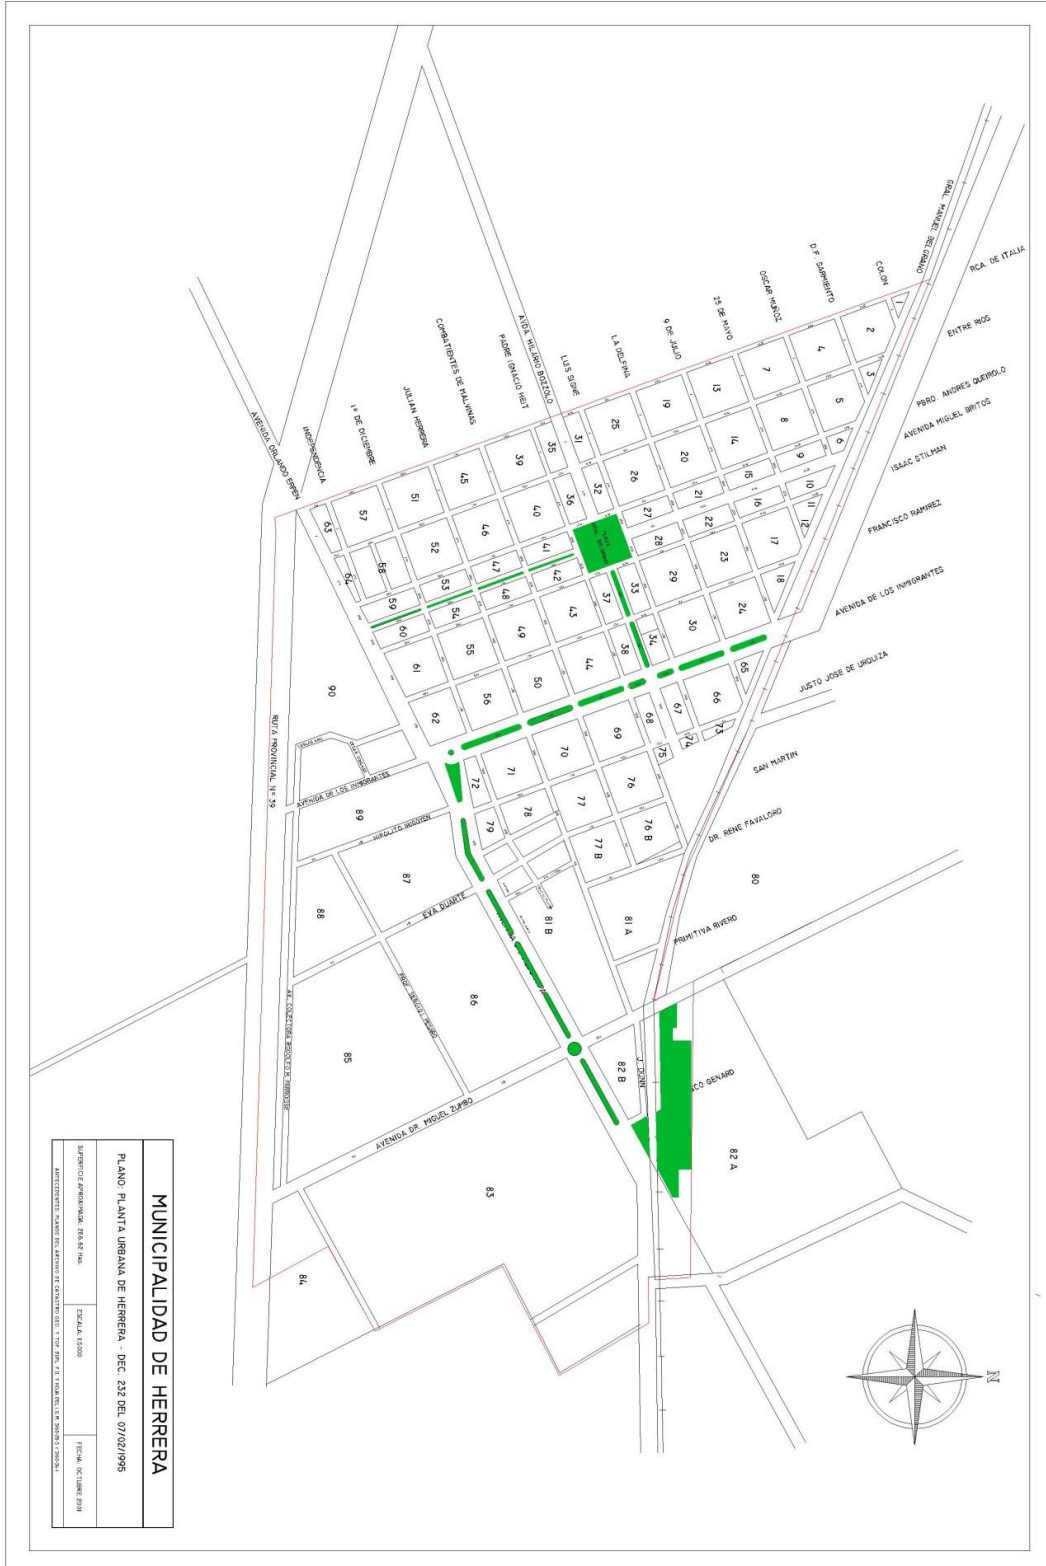 MUNICIPALIDAD DE HERRERA
PLANO: PLANTA URBANA DE HERRERA - DEC. 232 DEL 07/02/1995
SUPERFICIE APROXIMADA: 266.62 Has.
ESCALA: 1:5000
FECHA: OCTUBRE 2001
N
GRAL. MANUEL BELGRANO
COLON
D.F. SARMIENTO
OSCAR MUÑOZ
25 DE MAYO
9 DE JULIO
LA DELFINA
LUIS SIGNE
AVDA. HILARIO BOZZOLO
PADRE IGNACIO HEIT
COMBATIENTES DE MALVINAS
JULIAN HERRERA
1º DE DICIEMBRE
INDEPENDENCIA
AVENIDA ORLANDO ERPEN
RCA. DE ITALIA
ENTRE RIOS
PBRO. ANDRES QUEIROLO
AVENIDA MIGUEL BRITOS
ISAAC STILMAN
FRANCISCO RAMIREZ
AVENIDA DE LOS INMIGRANTES
JUSTO JOSE DE URQUIZA
SAN MARTIN
DR. RENE FAVALORO
PRIMITIVA RIVERO
CO GENARD
J. DUNN
RUTA PROVINCIAL Nº 39
AVENIDA DE LOS INMIGRANTES
HIPOLITO IRIGOYEN
EVA DUARTE
AVENIDA DR. MIGUEL ZUMBO
PLAZA
1
2
3
4
5
6
7
8
9
10
11
12
13
14
15
16
17
18
19
20
21
22
23
24
25
26
27
28
29
30
31
32
33
34
35
36
37
38
39
40
41
42
43
44
45
46
47
48
49
50
51
52
53
54
55
56
57
58
59
60
61
62
63
64
65
66
67
68
69
70
71
72
73
74
75
76
76 B
77
77 B
78
79
80
81 A
81 B
82 A
82 B
83
84
85
86
87
88
89
90